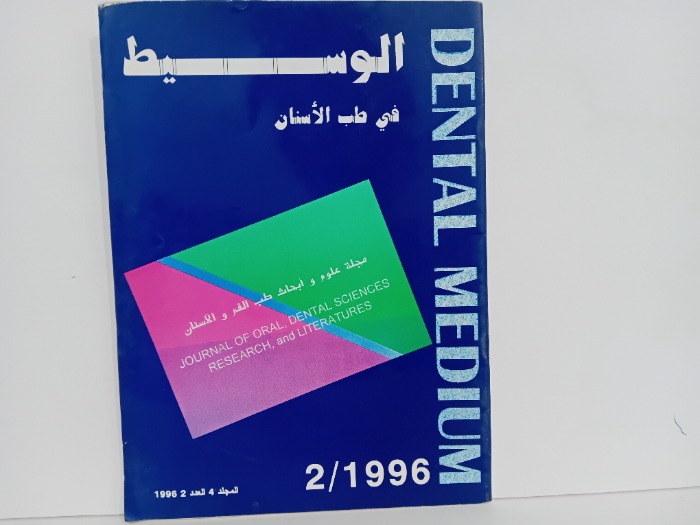 الوسيط
في طب الأسنان
DENTAL MEDIUM
مجلة علوم و أبحاث طب الفم و الأسنان
JOURNAL OF ORAL, DENTAL SCIENCES
RESEARCH, and LITERATURES
2/1996
المجلد 4 العدد 2 1996